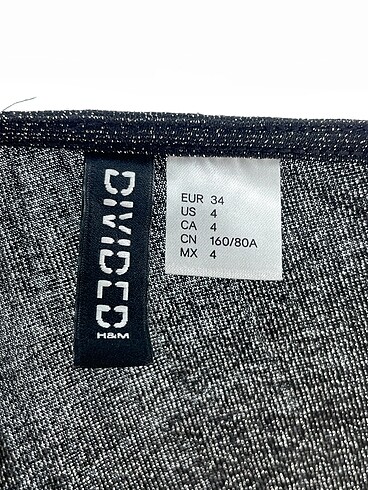 DIVIDED
H&M
EUR 34
US 4
CA 4
CN 160/80A
MX 4